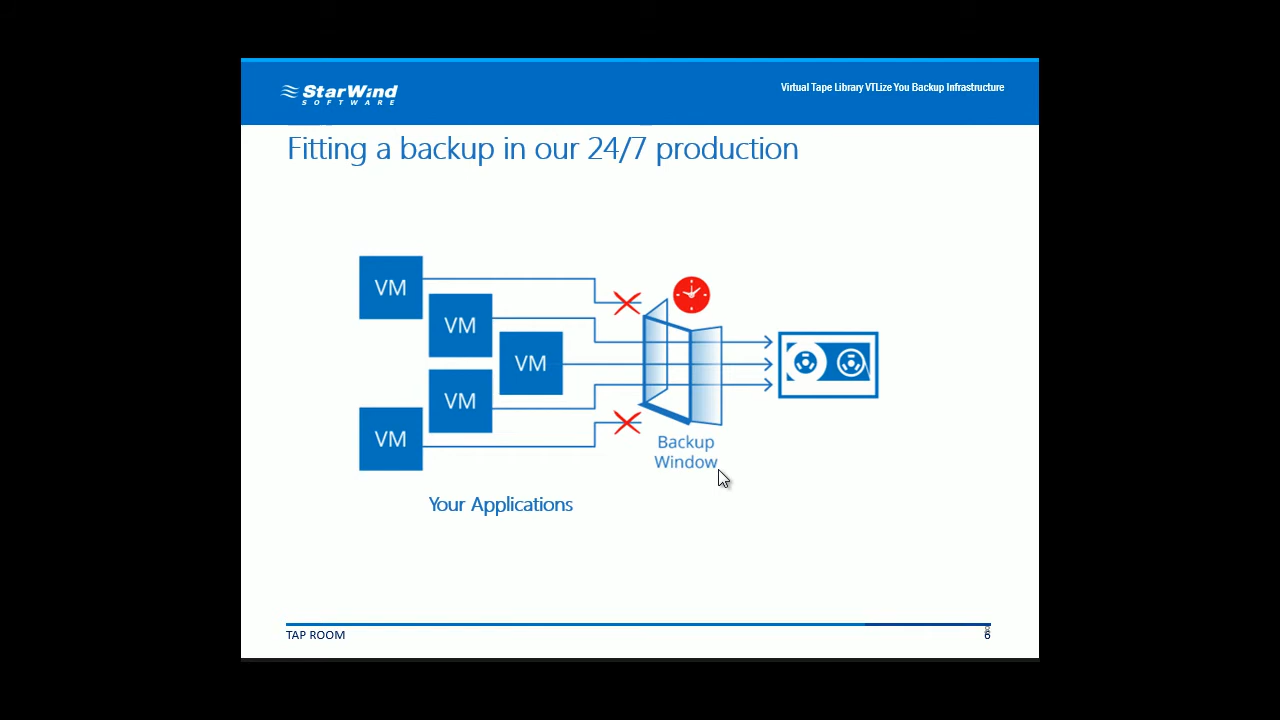 StarWind
SOFTWARE
Virtual Tape Library VTLize You Backup Infrastructure
Fitting a backup in our 24/7 production
VM
VM
VM
VM
VM
Backup
Window
Your Applications
TAP ROOM
6